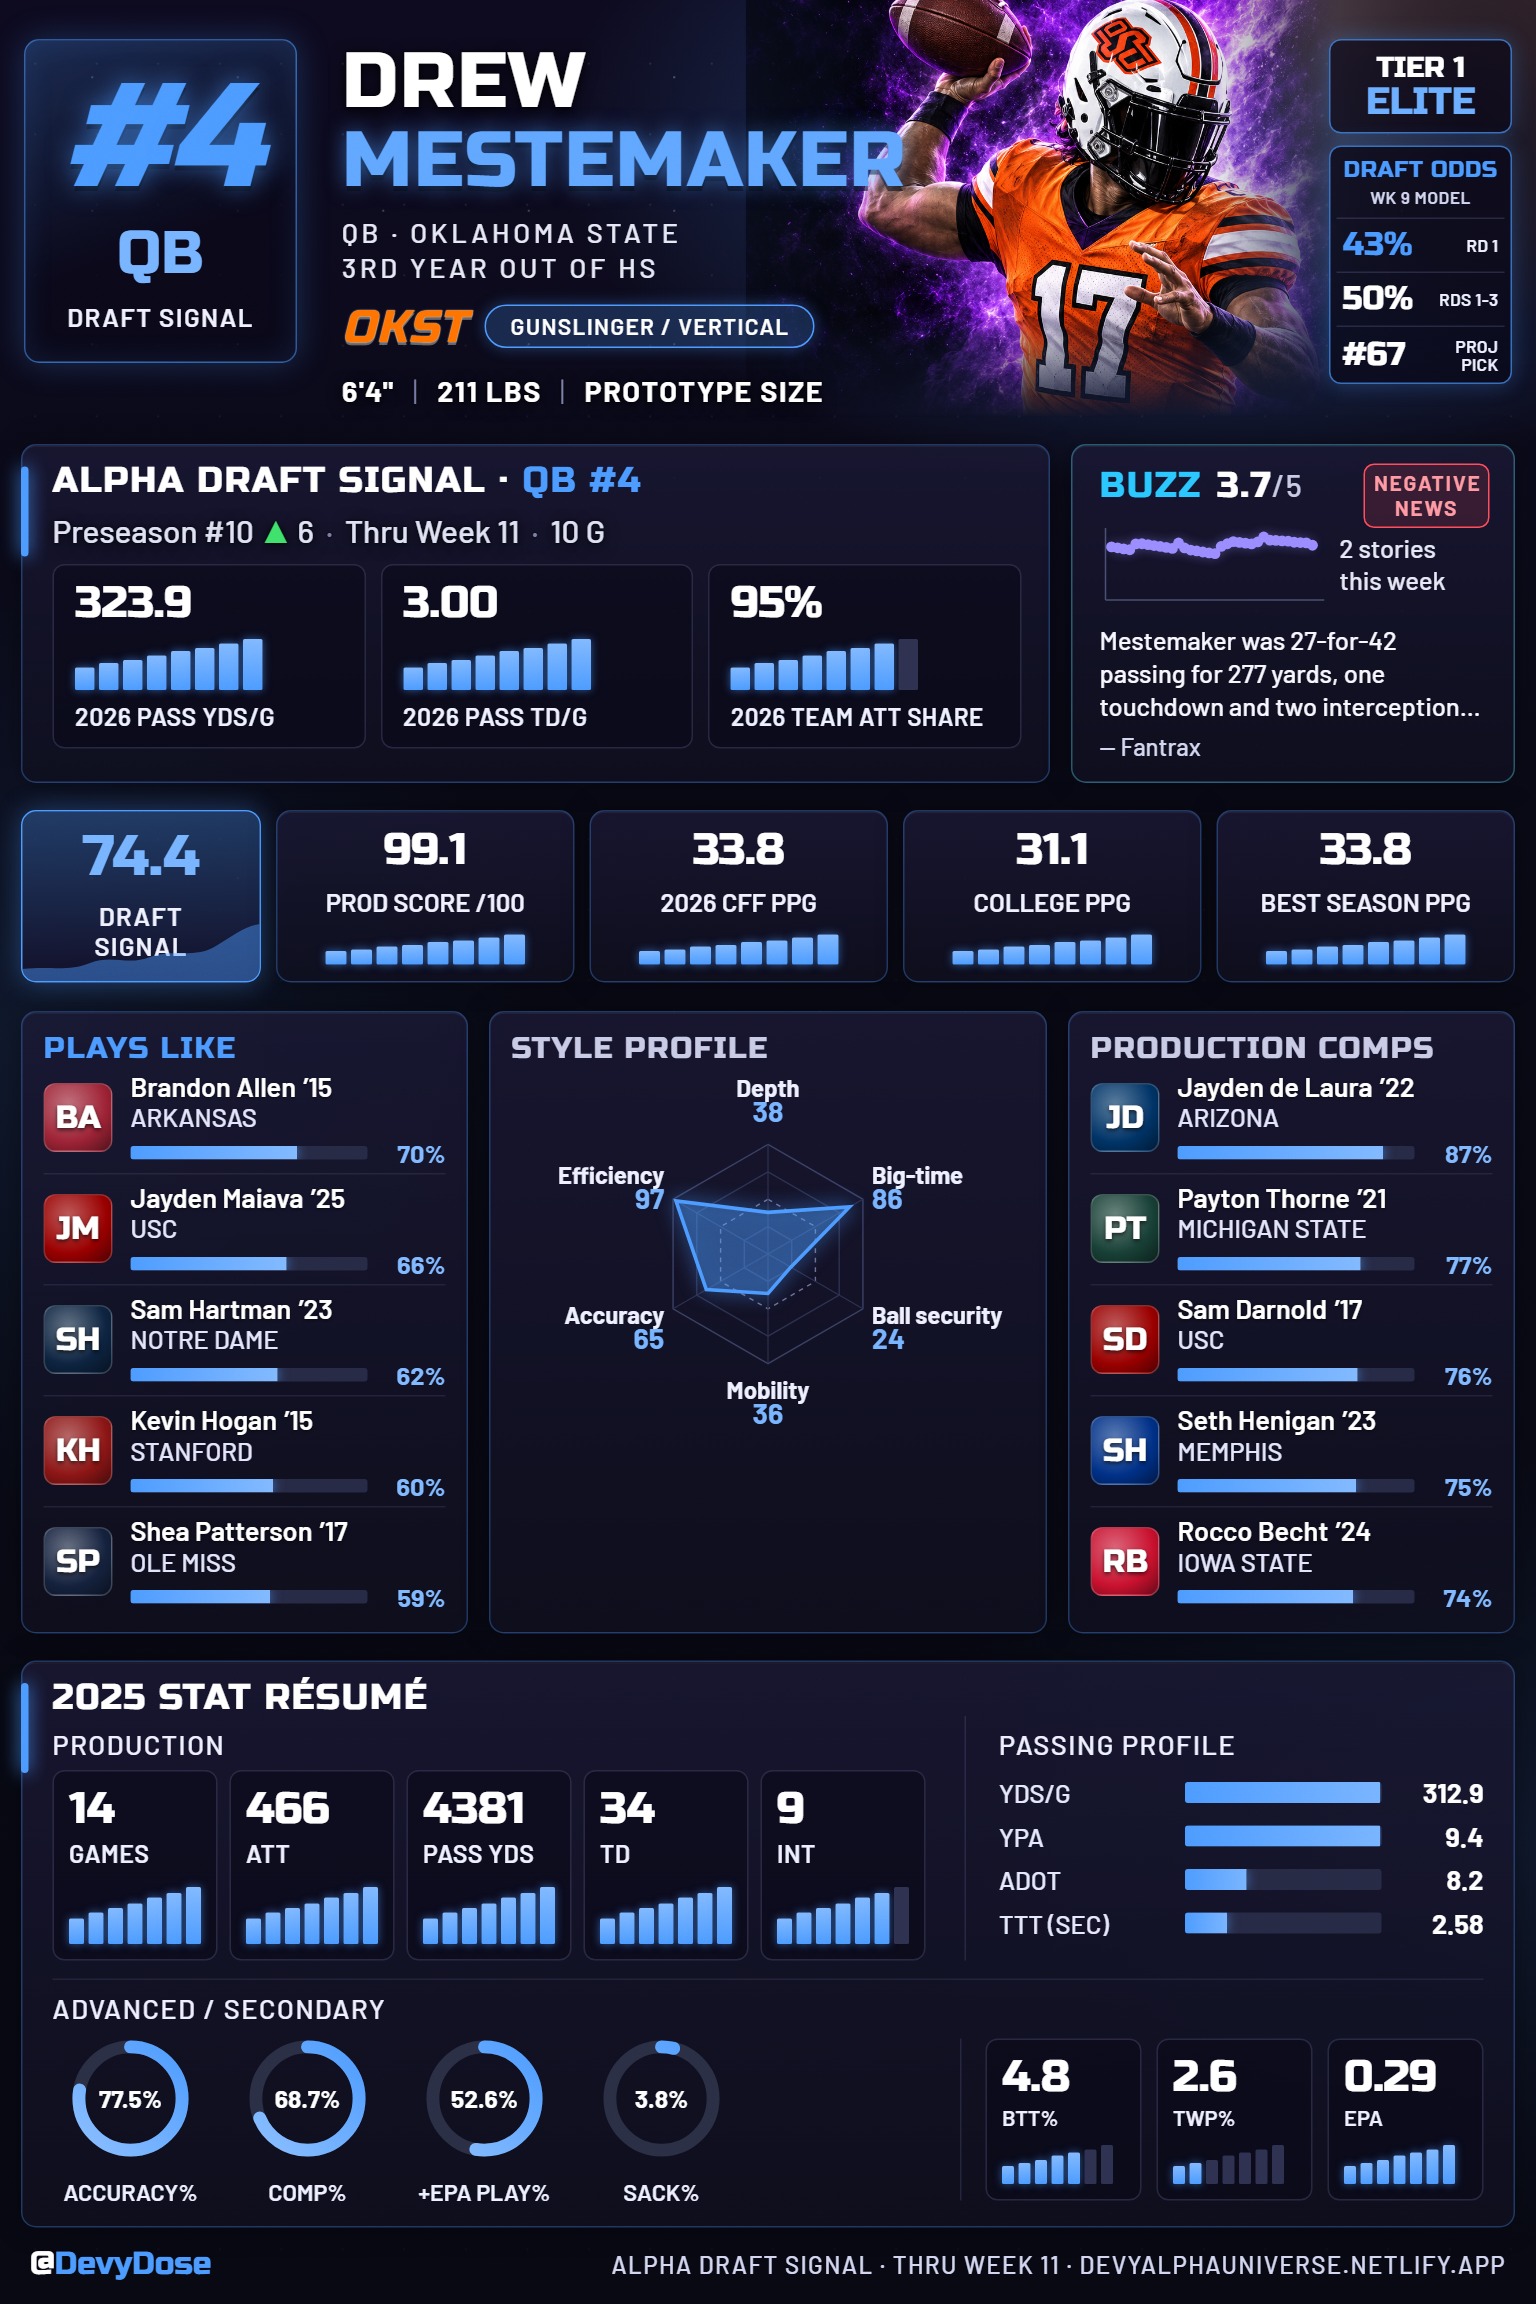 #4
QB
DRAFT SIGNAL
DREW
MESTEMAKER
QB · OKLAHOMA STATE
3RD YEAR OUT OF HS
OKST
GUNSLINGER / VERTICAL
6'4" | 211 LBS | PROTOTYPE SIZE
17
TIER 1
ELITE
DRAFT ODDS
WK 9 MODEL
43% RD 1
50% RDS 1-3
#67 PROJ PICK
ALPHA DRAFT SIGNAL · QB #4
Preseason #10 ▲ 6 · Thru Week 11 · 10 G
323.9
2026 PASS YDS/G
3.00
2026 PASS TD/G
95%
2026 TEAM ATT SHARE
BUZZ 3.7/5
NEGATIVE
NEWS
2 stories
this week
Mestemaker was 27-for-42
passing for 277 yards, one
touchdown and two interception...
— Fantrax
74.4
DRAFT
SIGNAL
99.1
PROD SCORE /100
33.8
2026 CFF PPG
31.1
COLLEGE PPG
33.8
BEST SEASON PPG
PLAYS LIKE
BA
Brandon Allen '15
ARKANSAS
70%
JM
Jayden Maiava '25
USC
66%
SH
Sam Hartman '23
NOTRE DAME
62%
KH
Kevin Hogan '15
STANFORD
60%
SP
Shea Patterson '17
OLE MISS
59%
STYLE PROFILE
Depth
38
Big-time
86
Ball security
24
Mobility
36
Accuracy
65
Efficiency
97
PRODUCTION COMPS
JD
Jayden de Laura '22
ARIZONA
87%
PT
Payton Thorne '21
MICHIGAN STATE
77%
SD
Sam Darnold '17
USC
76%
SH
Seth Henigan '23
MEMPHIS
75%
RB
Rocco Becht '24
IOWA STATE
74%
2025 STAT RÉSUMÉ
PRODUCTION
14
GAMES
466
ATT
4381
PASS YDS
34
TD
9
INT
PASSING PROFILE
YDS/G 312.9
YPA 9.4
ADOT 8.2
TTT (SEC) 2.58
ADVANCED / SECONDARY
77.5%
ACCURACY%
68.7%
COMP%
52.6%
+EPA PLAY%
3.8%
SACK%
4.8
BTT%
2.6
TWP%
0.29
EPA
@DevyDose
ALPHA DRAFT SIGNAL · THRU WEEK 11 · DEVYALPHAUNIVERSE.NETLIFY.APP